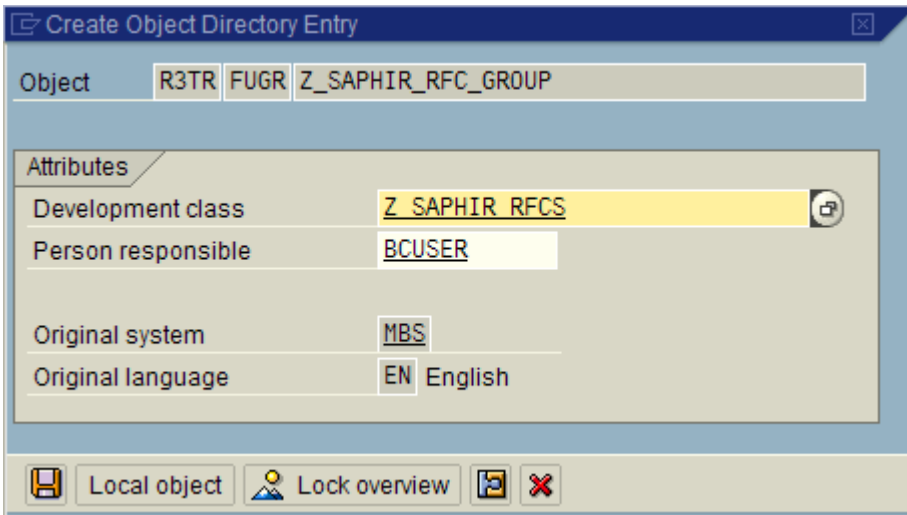 Create Object Directory Entry
Object R3TR FUGR Z_SAPHIR_RFC_GROUP
Attributes
Development class Z_SAPHIR_RFCS
Person responsible BCUSER
Original system MBS
Original language EN English
Local object Lock overview